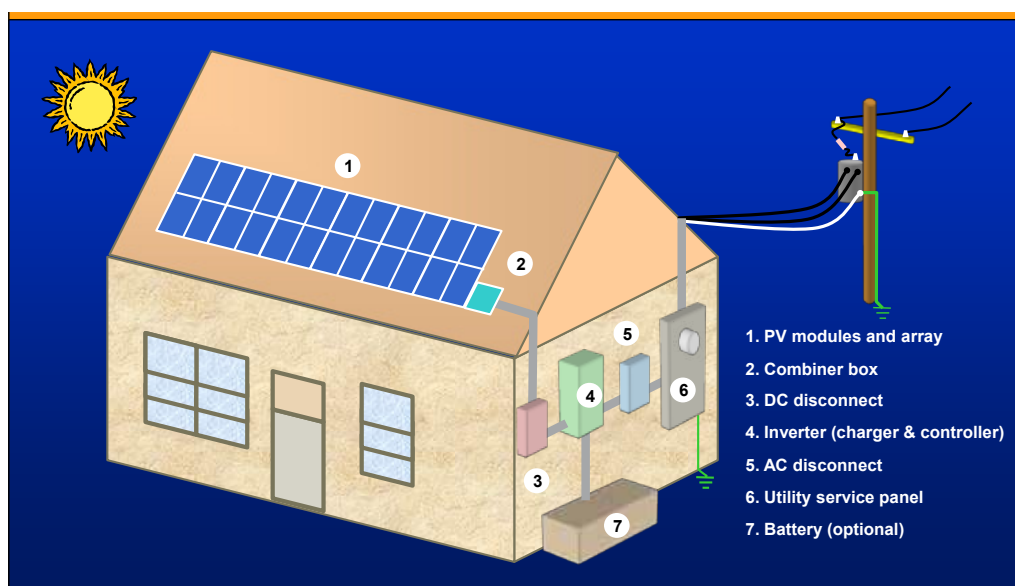 1
2
3
4
5
6
7
1. PV modules and array
2. Combiner box
3. DC disconnect
4. Inverter (charger & controller)
5. AC disconnect
6. Utility service panel
7. Battery (optional)